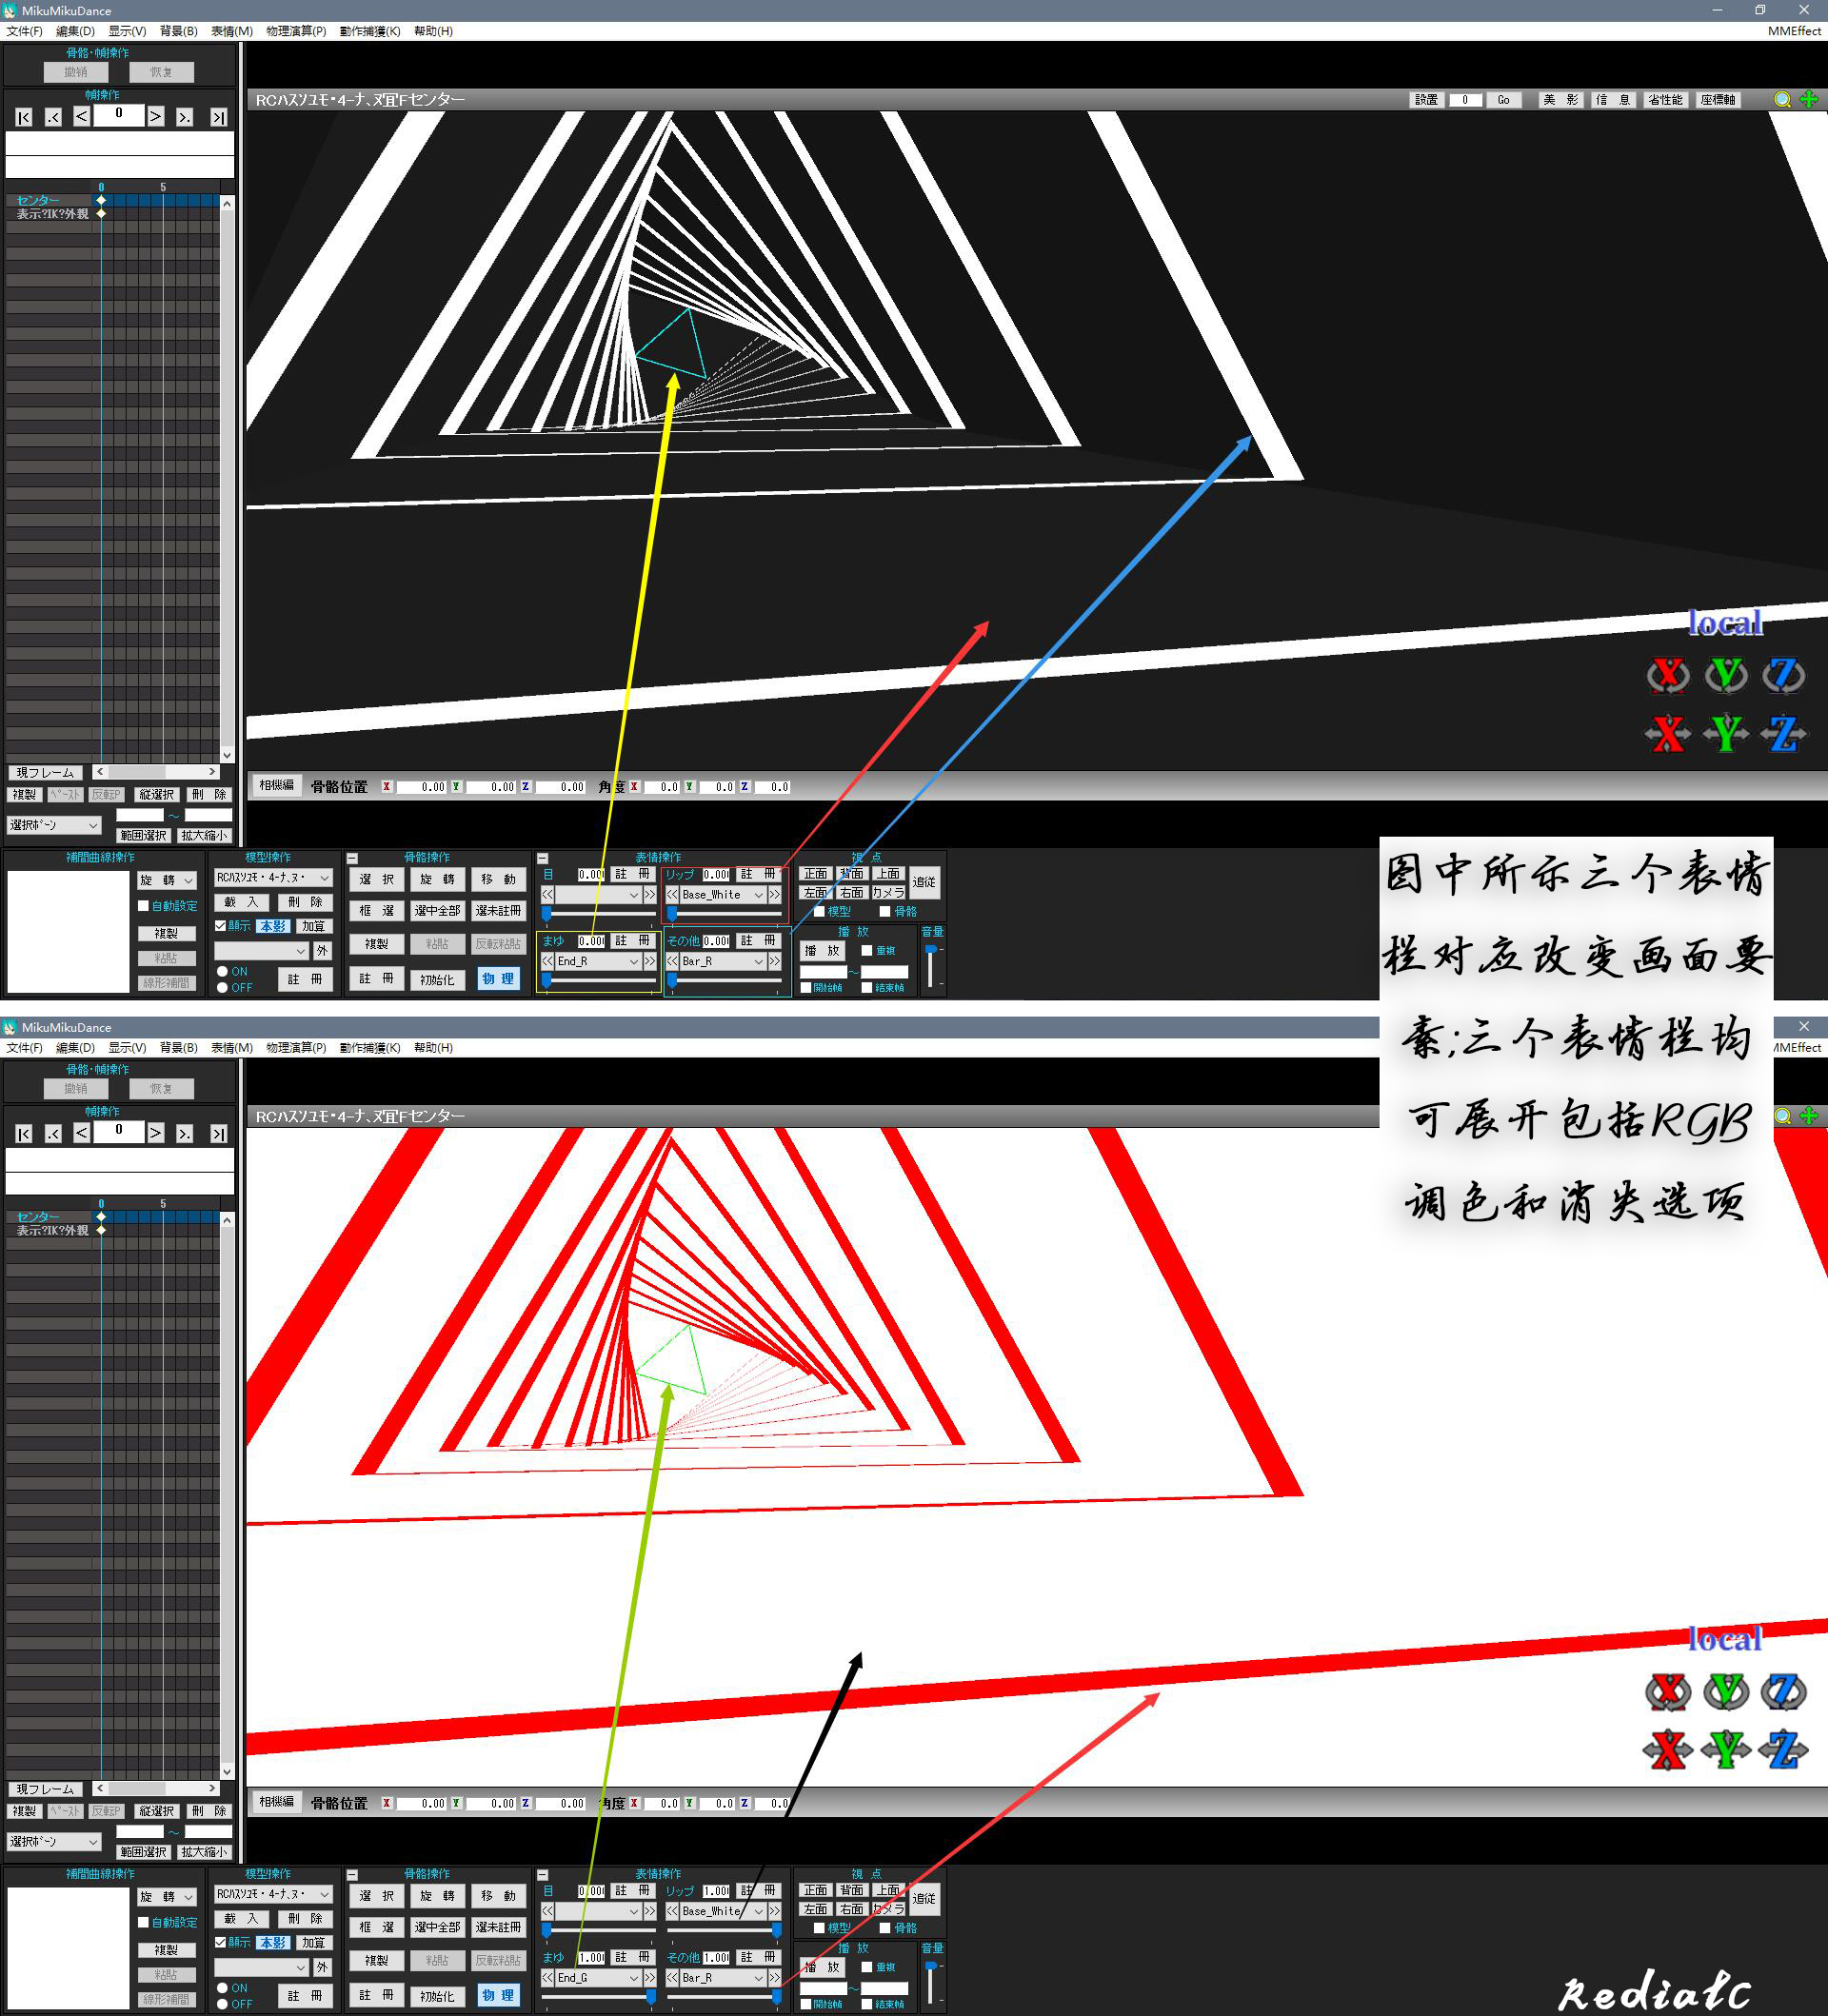 MikuMikuDance
文件(F) 編集(D) 显示(V) 背景(B) 表情(M) 物理演算(P) 動作捕獲(K) 帮助(H)
MMEffect
骨骼·幀操作
撤销 恢复
幀操作
|< .< < 0 > >. >|
RCﾊｽｿﾕﾓ･4-ﾅ､ﾇ宜Fセンター
設置 0 Go 美 影 信 息 省性能 座標軸
0 5
センター
表示?IK?外親
local
X Y Z
X Y Z
現フレーム
複製 ﾍﾟｰｽﾄ 反転P 縦選択 刪 除
選択ﾎﾞｰﾝ ～
範囲選択 拡大縮小
相機編 骨骼位置 X 0.00 Y 0.00 Z 0.00 角度 X 0.0 Y 0.0 Z 0.0
補間曲線操作
旋 轉
自動設定
複製
粘貼
線形補間
模型操作
RCﾊｽｿﾕﾓ･4-ﾅ､ﾇ･
載 入 刪 除
顯示 本影 加算
外
ON
OFF
註 冊
骨骼操作
選 択 旋 轉 移 動
框 選 選中全部 選未註冊
複製 粘貼 反転粘貼
註 冊 初始化 物 理
表情操作
目 0.00 註 冊 リップ 0.00 註 冊
<< >> << Base_White >>
まゆ 0.00 註 冊 その他 0.00 註 冊
<< End_R >> << Bar_R >>
視 点
正面 背面 上面
左面 右面 カメラ
追従
模型 骨骼
播 放
播 放 重複
～
開始幀 結束幀
音量
图中所示三个表情
栏对应改变画面要
素;三个表情栏均
可展开包括RGB
调色和消失选项
MikuMikuDance
文件(F) 編集(D) 显示(V) 背景(B) 表情(M) 物理演算(P) 動作捕獲(K) 帮助(H)
MMEffect
骨骼·幀操作
撤销 恢复
幀操作
|< .< < 0 > >. >|
RCﾊｽｿﾕﾓ･4-ﾅ､ﾇ宜Fセンター
0 5
センター
表示?IK?外親
local
X Y Z
X Y Z
現フレーム
複製 ﾍﾟｰｽﾄ 反転P 縦選択 刪 除
選択ﾎﾞｰﾝ ～
範囲選択 拡大縮小
相機編 骨骼位置 X 0.00 Y 0.00 Z 0.00 角度 X 0.0 Y 0.0 Z 0.0
補間曲線操作
旋 轉
自動設定
複製
粘貼
線形補間
模型操作
RCﾊｽｿﾕﾓ･4-ﾅ､ﾇ･
載 入 刪 除
顯示 本影 加算
外
ON
OFF
註 冊
骨骼操作
選 択 旋 轉 移 動
框 選 選中全部 選未註冊
複製 粘貼 反転粘貼
註 冊 初始化 物 理
表情操作
目 0.00 註 冊 リップ 1.00 註 冊
<< >> << Base_White >>
まゆ 1.00 註 冊 その他 1.00 註 冊
<< End_G >> << Bar_R >>
視 点
正面 背面 上面
左面 右面 カメラ
追従
模型 骨骼
播 放
播 放 重複
～
開始幀 結束幀
音量
RediatC